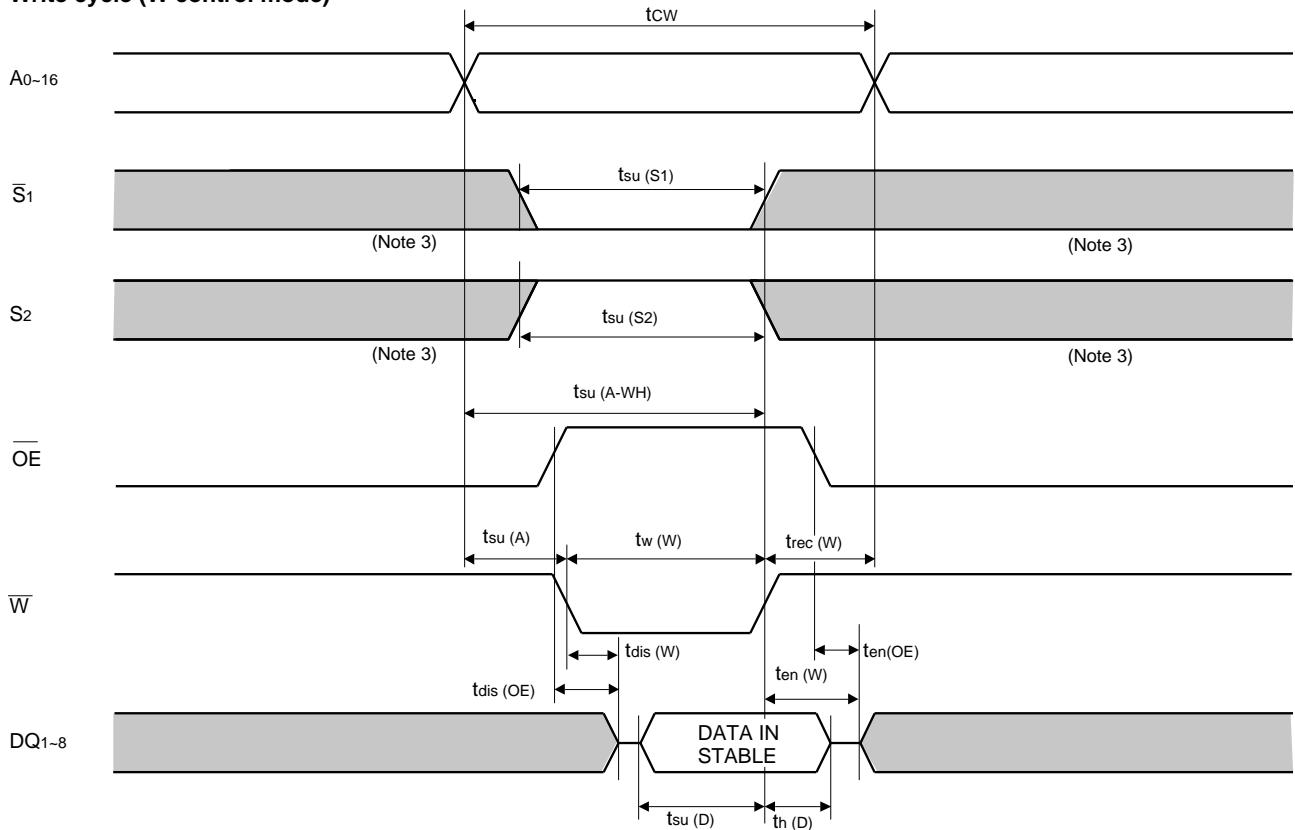 Write cycle (W control mode)
tCW
A0~16
S̅1
tsu (S1)
(Note 3)
(Note 3)
S2
tsu (S2)
(Note 3)
(Note 3)
tsu (A-WH)
O̅E̅
tsu (A)
tw (W)
trec (W)
W̅
tdis (W)
ten(OE)
tdis (OE)
ten (W)
DQ1~8
DATA IN
STABLE
tsu (D)
th (D)